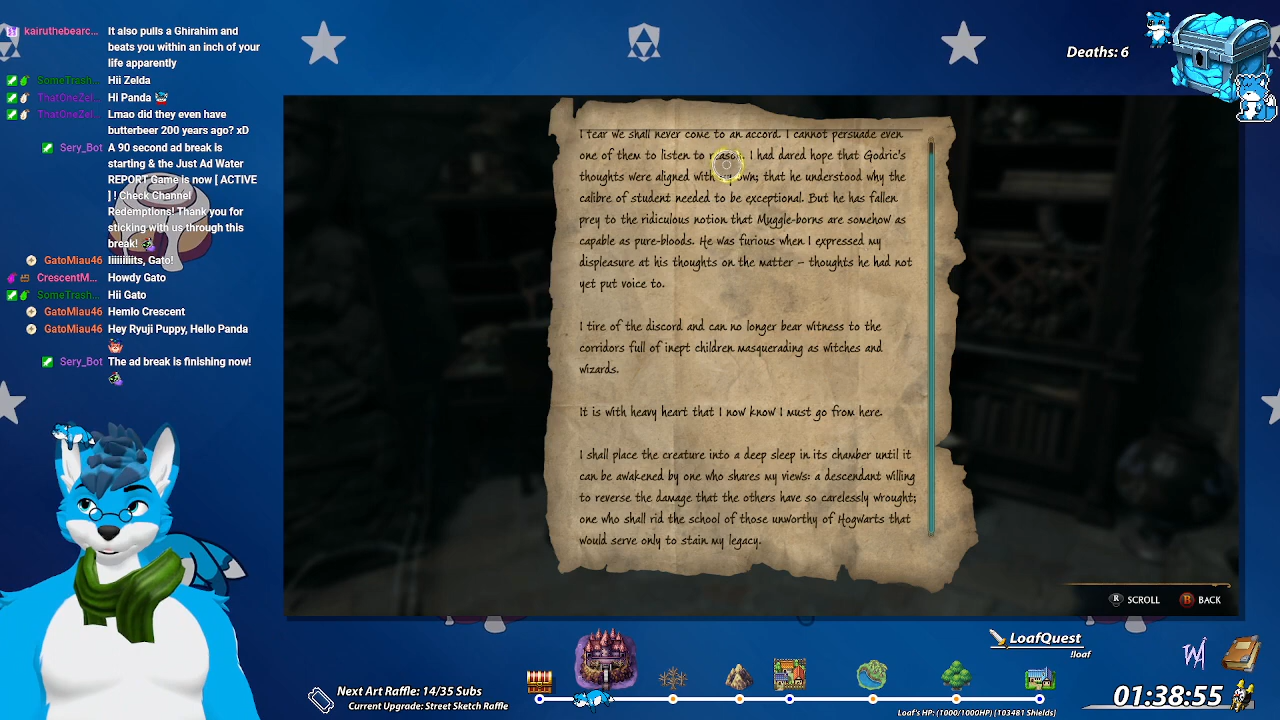 kairuthebearc... It also pulls a Ghirahim and
beats you within an inch of your
life apparently
SomeTrash... Hii Zelda
ThatOneZel... Hi Panda
ThatOneZel... Lmao did they even have
butterbeer 200 years ago? xD
Sery_Bot A 90 second ad break is
starting & the Just Ad Water
REPORT Game is now [ ACTIVE
] ! Check Channel
Redemptions! Thank you for
sticking with us through this
break!
GatoMiau46 Iiiiiiiits, Gato!
CrescentM... Howdy Gato
SomeTrash... Hii Gato
GatoMiau46 Hemlo Crescent
GatoMiau46 Hey Ryuji Puppy, Hello Panda
Sery_Bot The ad break is finishing now!
Deaths: 6
I fear we shall never come to an accord. I cannot persuade even
one of them to listen to reason. I had dared hope that Godric's
thoughts were aligned with my own; that he understood why the
calibre of student needed to be exceptional. But he has fallen
prey to the ridiculous notion that Muggle-borns are somehow as
capable as pure-bloods. He was furious when I expressed my
displeasure at his thoughts on the matter – thoughts he had not
yet put voice to.
I tire of the discord and can no longer bear witness to the
corridors full of inept children masquerading as witches and
wizards.
It is with heavy heart that I now know I must go from here.
I shall place the creature into a deep sleep in its chamber until it
can be awakened by one who shares my views: a descendant willing
to reverse the damage that the others have so carelessly wrought;
one who shall rid the school of those unworthy of Hogwarts that
would serve only to stain my legacy.
R SCROLL B BACK
LoafQuest
!loaf
Next Art Raffle: 14/35 Subs
Current Upgrade: Street Sketch Raffle
Loaf's HP: (1000/1000HP) [103481 Shields]
01:38:55